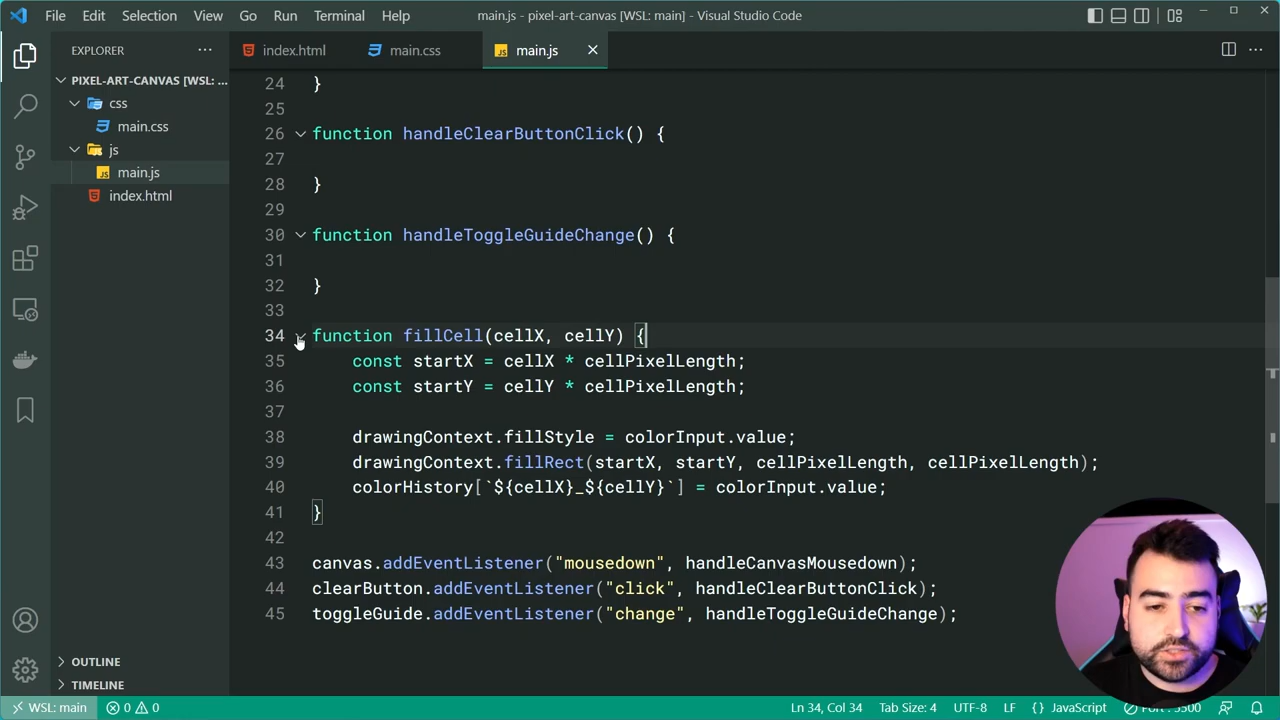 File Edit Selection View Go Run Terminal Help
main.js - pixel-art-canvas [WSL: main] - Visual Studio Code
EXPLORER
PIXEL-ART-CANVAS [WSL: ...
css
main.css
js
main.js
index.html
OUTLINE
TIMELINE
index.html main.css main.js
24 }
25
26 function handleClearButtonClick() {
27
28 }
29
30 function handleToggleGuideChange() {
31
32 }
33
34 function fillCell(cellX, cellY) {
35 const startX = cellX * cellPixelLength;
36 const startY = cellY * cellPixelLength;
37
38 drawingContext.fillStyle = colorInput.value;
39 drawingContext.fillRect(startX, startY, cellPixelLength, cellPixelLength);
40 colorHistory[`${cellX}_${cellY}`] = colorInput.value;
41 }
42
43 canvas.addEventListener("mousedown", handleCanvasMousedown);
44 clearButton.addEventListener("click", handleClearButtonClick);
45 toggleGuide.addEventListener("change", handleToggleGuideChange);
WSL: main 0 0 Ln 34, Col 34 Tab Size: 4 UTF-8 LF {} JavaScript